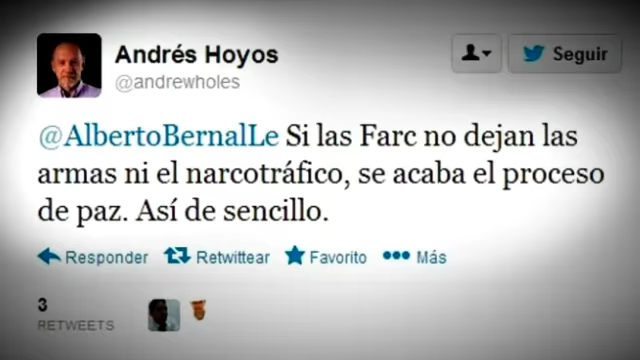 Andrés Hoyos
@andrewholes
Seguir
@AlbertoBernalLe Si las Farc no dejan las
armas ni el narcotráfico, se acaba el proceso
de paz. Así de sencillo.
Responder Retwittear Favorito Más
3
RETWEETS